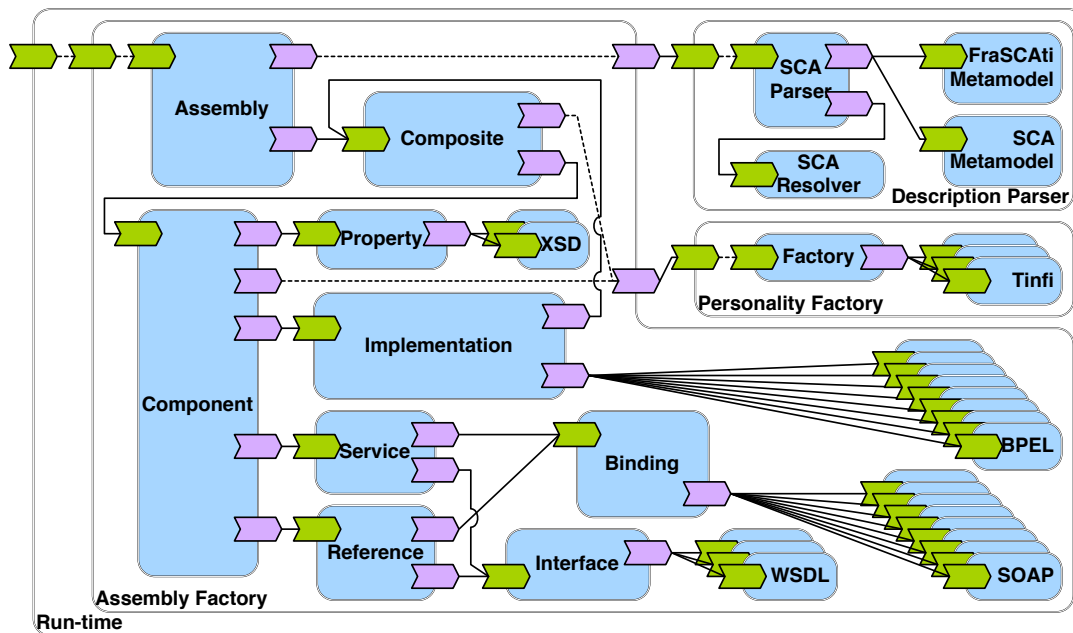 Assembly
SCA
Parser
FraSCAti
Metamodel
Composite
SCA
Metamodel
SCA
Resolver
Description Parser
Property
XSD
Factory
Tinfi
Personality Factory
Implementation
Component
BPEL
Service
Binding
Reference
Interface
WSDL
SOAP
Assembly Factory
Run-time